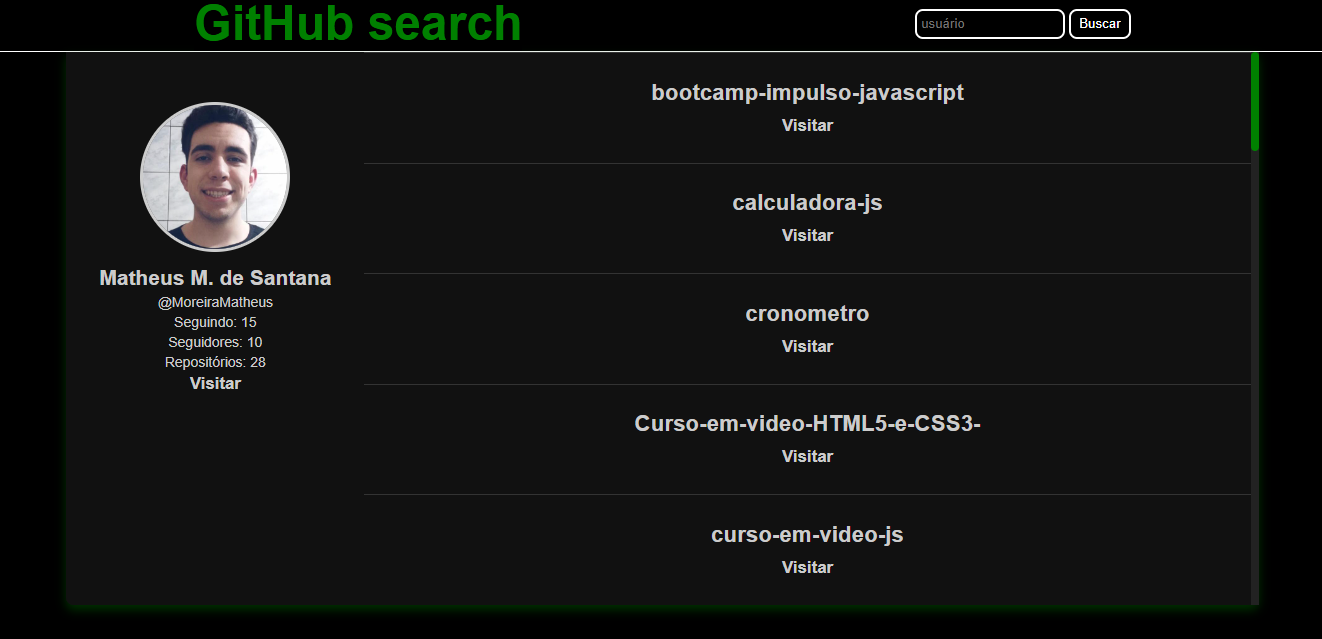 GitHub search
usuário Buscar
Matheus M. de Santana
@MoreiraMatheus
Seguindo: 15
Seguidores: 10
Repositórios: 28
Visitar
bootcamp-impulso-javascript
Visitar
calculadora-js
Visitar
cronometro
Visitar
Curso-em-video-HTML5-e-CSS3-
Visitar
curso-em-video-js
Visitar